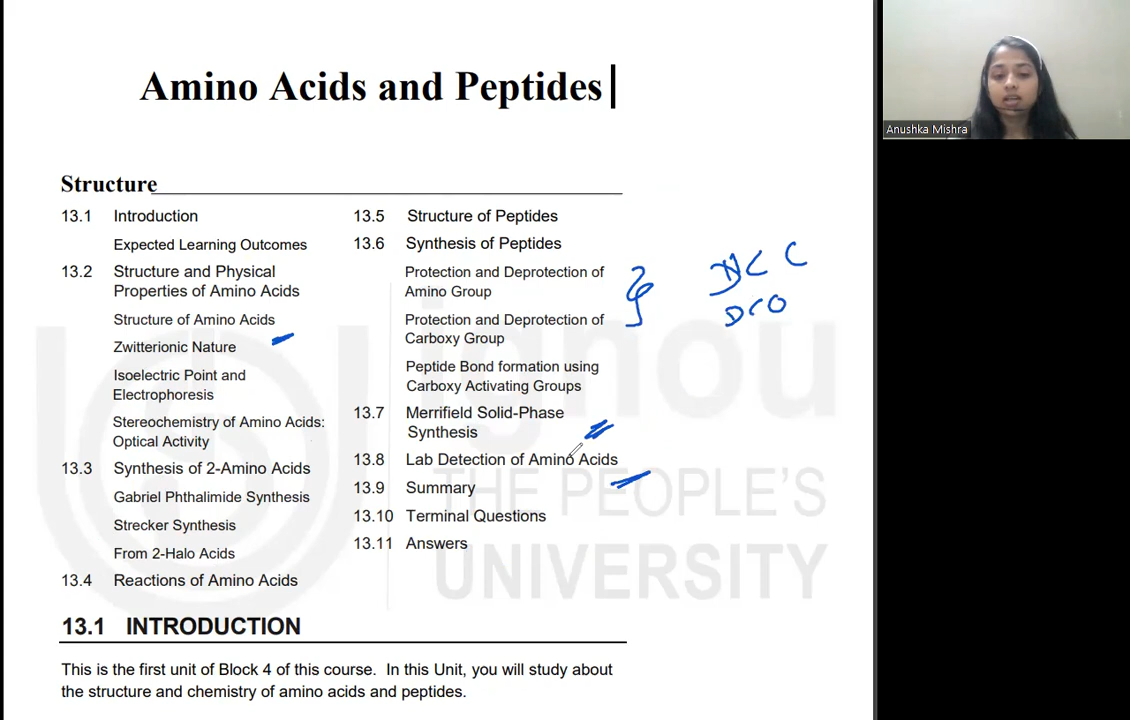 Amino Acids and Peptides
Anushka Mishra
Structure
13.1 Introduction
Expected Learning Outcomes
13.2 Structure and Physical
Properties of Amino Acids
Structure of Amino Acids
Zwitterionic Nature
Isoelectric Point and
Electrophoresis
Stereochemistry of Amino Acids:
Optical Activity
13.3 Synthesis of 2-Amino Acids
Gabriel Phthalimide Synthesis
Strecker Synthesis
From 2-Halo Acids
13.4 Reactions of Amino Acids
13.5 Structure of Peptides
13.6 Synthesis of Peptides
Protection and Deprotection of
Amino Group
Protection and Deprotection of
Carboxy Group
Peptide Bond formation using
Carboxy Activating Groups
13.7 Merrifield Solid-Phase
Synthesis
13.8 Lab Detection of Amino Acids
13.9 Summary
13.10 Terminal Questions
13.11 Answers
ignou
THE PEOPLE'S
UNIVERSITY
13.1 INTRODUCTION
This is the first unit of Block 4 of this course. In this Unit, you will study about
the structure and chemistry of amino acids and peptides.